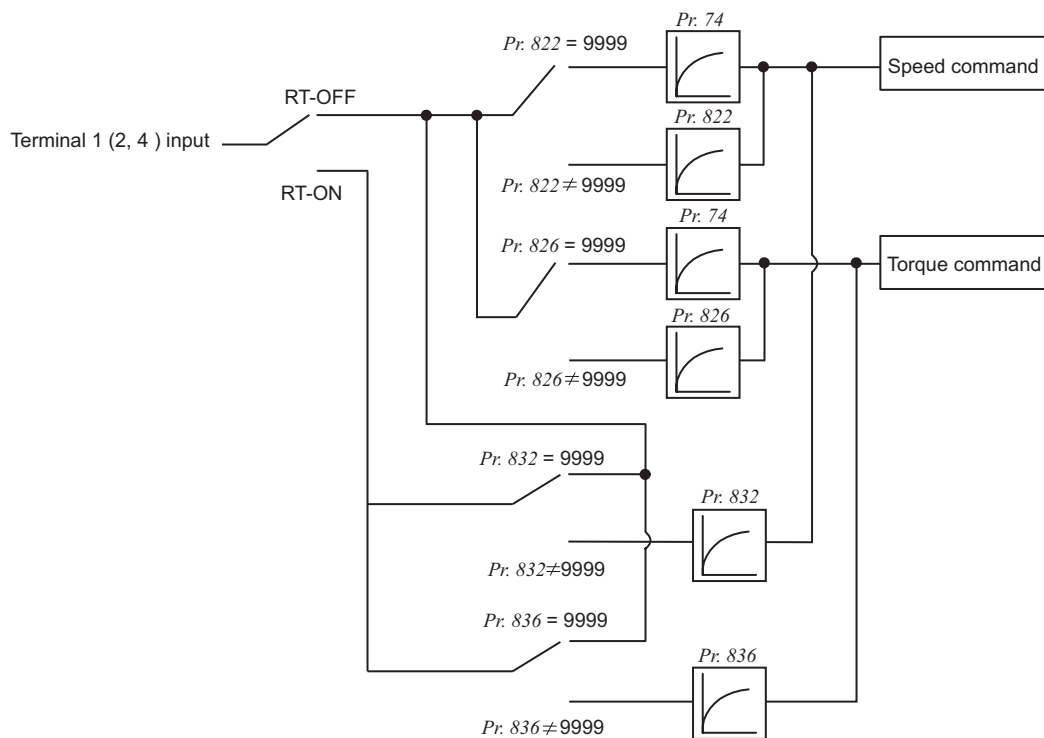 Pr. 74
Pr. 822 = 9999
Speed command
RT-OFF
Terminal 1 (2, 4 ) input
Pr. 822
RT-ON
Pr. 822≠ 9999
Pr. 74
Pr. 826 = 9999
Torque command
Pr. 826
Pr. 826≠9999
Pr. 832 = 9999
Pr. 832
Pr. 832≠9999
Pr. 836 = 9999
Pr. 836
Pr. 836≠9999